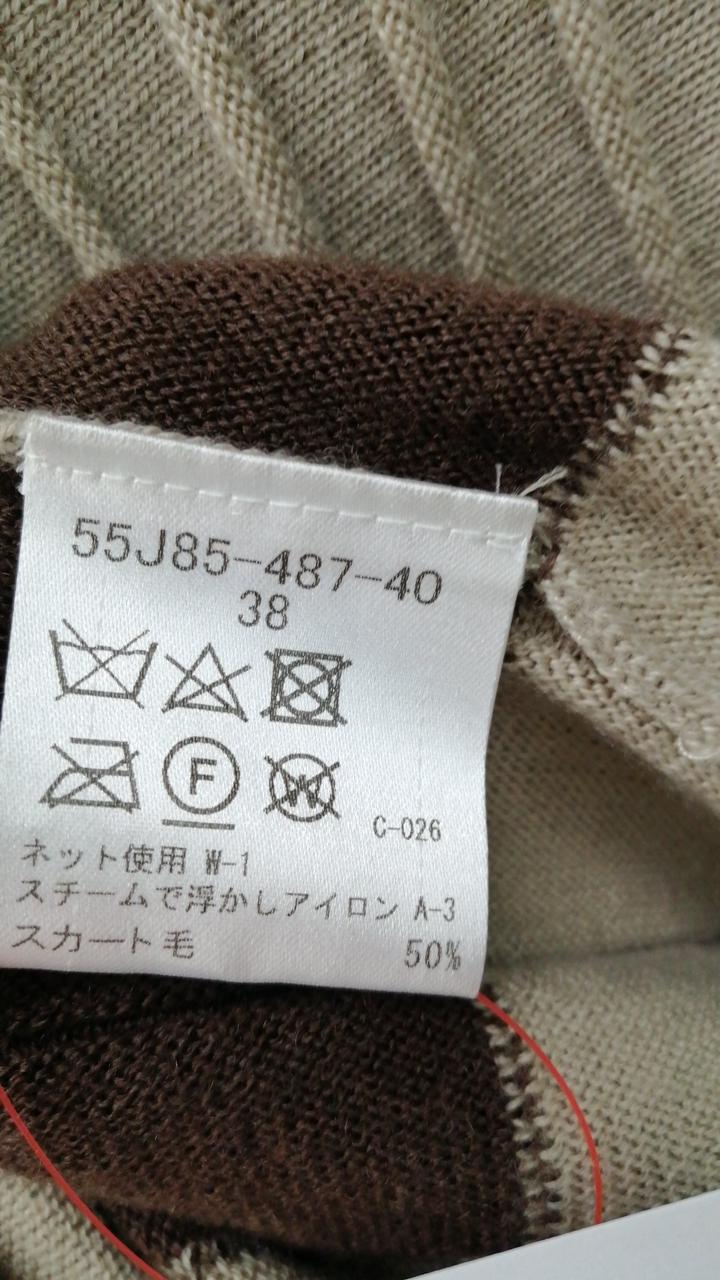 55J85-487-40
38
F W
C-026
ネット使用 W-1
スチームで浮かしアイロン A-3
スカート毛 50%